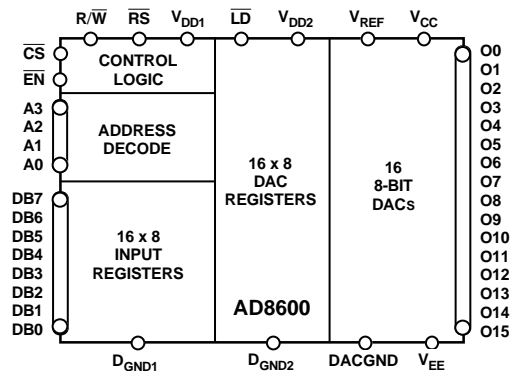 R/W RS VDD1 LD VDD2 VREF VCC
CS
EN
A3
A2
A1
A0
DB7
DB6
DB5
DB4
DB3
DB2
DB1
DB0
CONTROL
LOGIC
ADDRESS
DECODE
16 x 8
INPUT
REGISTERS
16 x 8
DAC
REGISTERS
AD8600
16
8-BIT
DACS
O0
O1
O2
O3
O4
O5
O6
O7
O8
O9
O10
O11
O12
O13
O14
O15
DGND1 DGND2 DACGND VEE